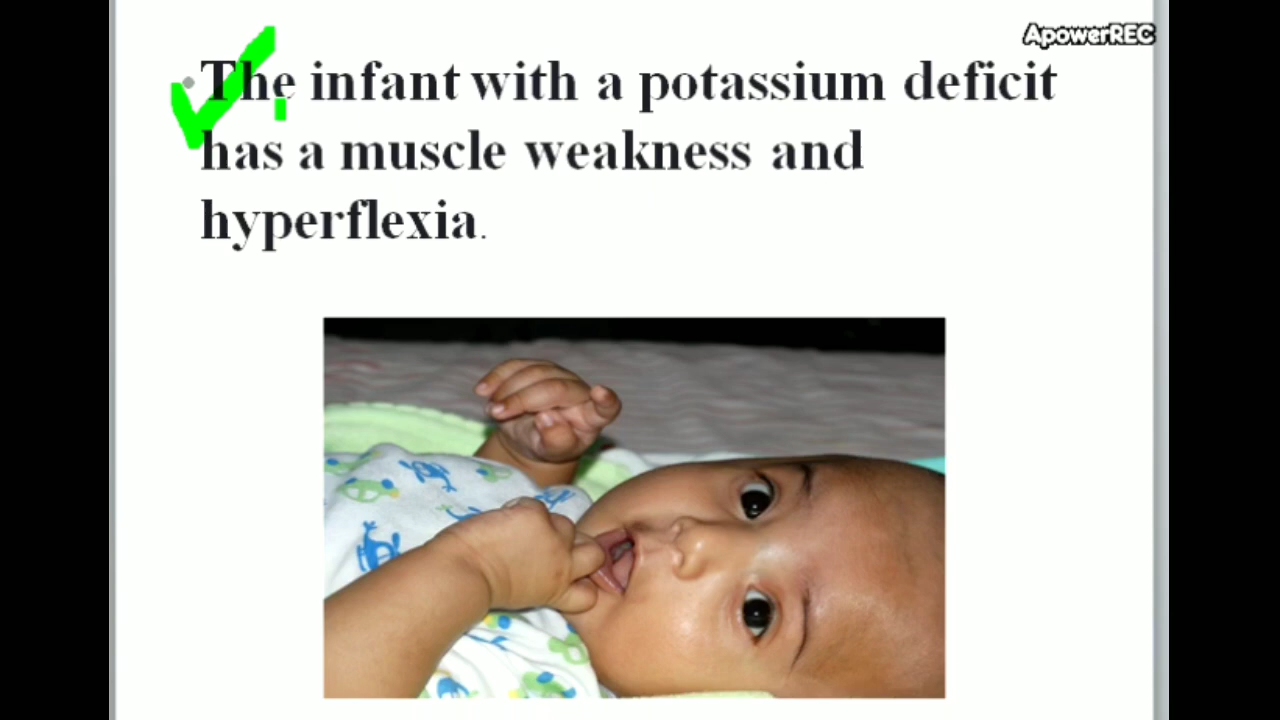 ApowerREC
The infant with a potassium deficit
has a muscle weakness and
hyperflexia.